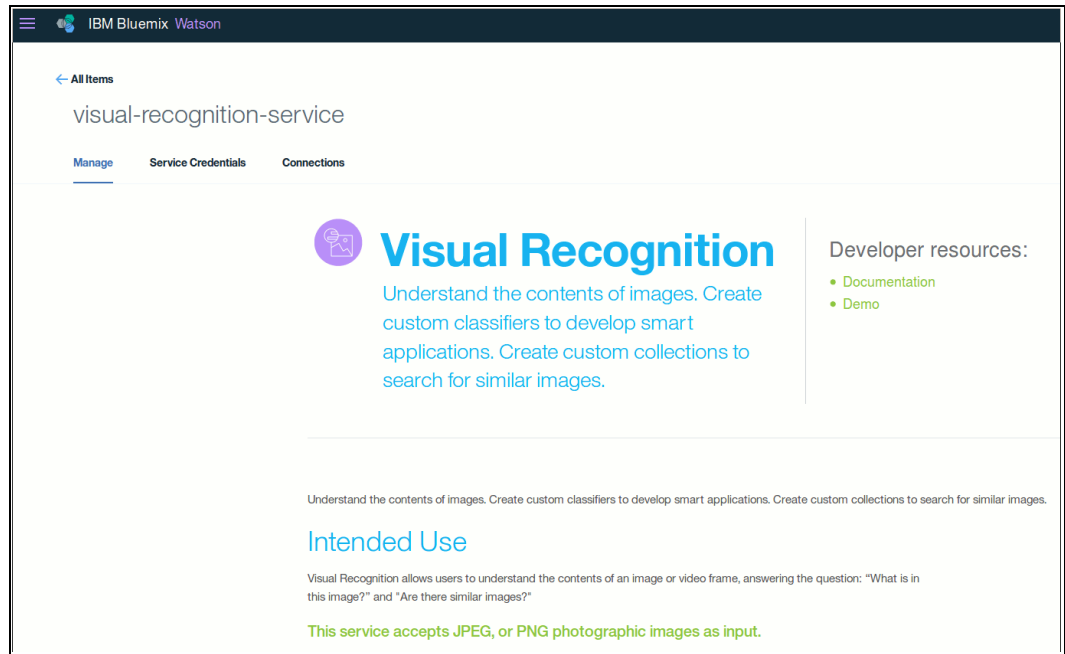 IBM Bluemix Watson
← All Items
visual-recognition-service
Manage Service Credentials Connections
Visual Recognition
Understand the contents of images. Create
custom classifiers to develop smart
applications. Create custom collections to
search for similar images.
Developer resources:
• Documentation
• Demo
Understand the contents of images. Create custom classifiers to develop smart applications. Create custom collections to search for similar images.
Intended Use
Visual Recognition allows users to understand the contents of an image or video frame, answering the question: “What is in
this image?” and "Are there similar images?"
This service accepts JPEG, or PNG photographic images as input.